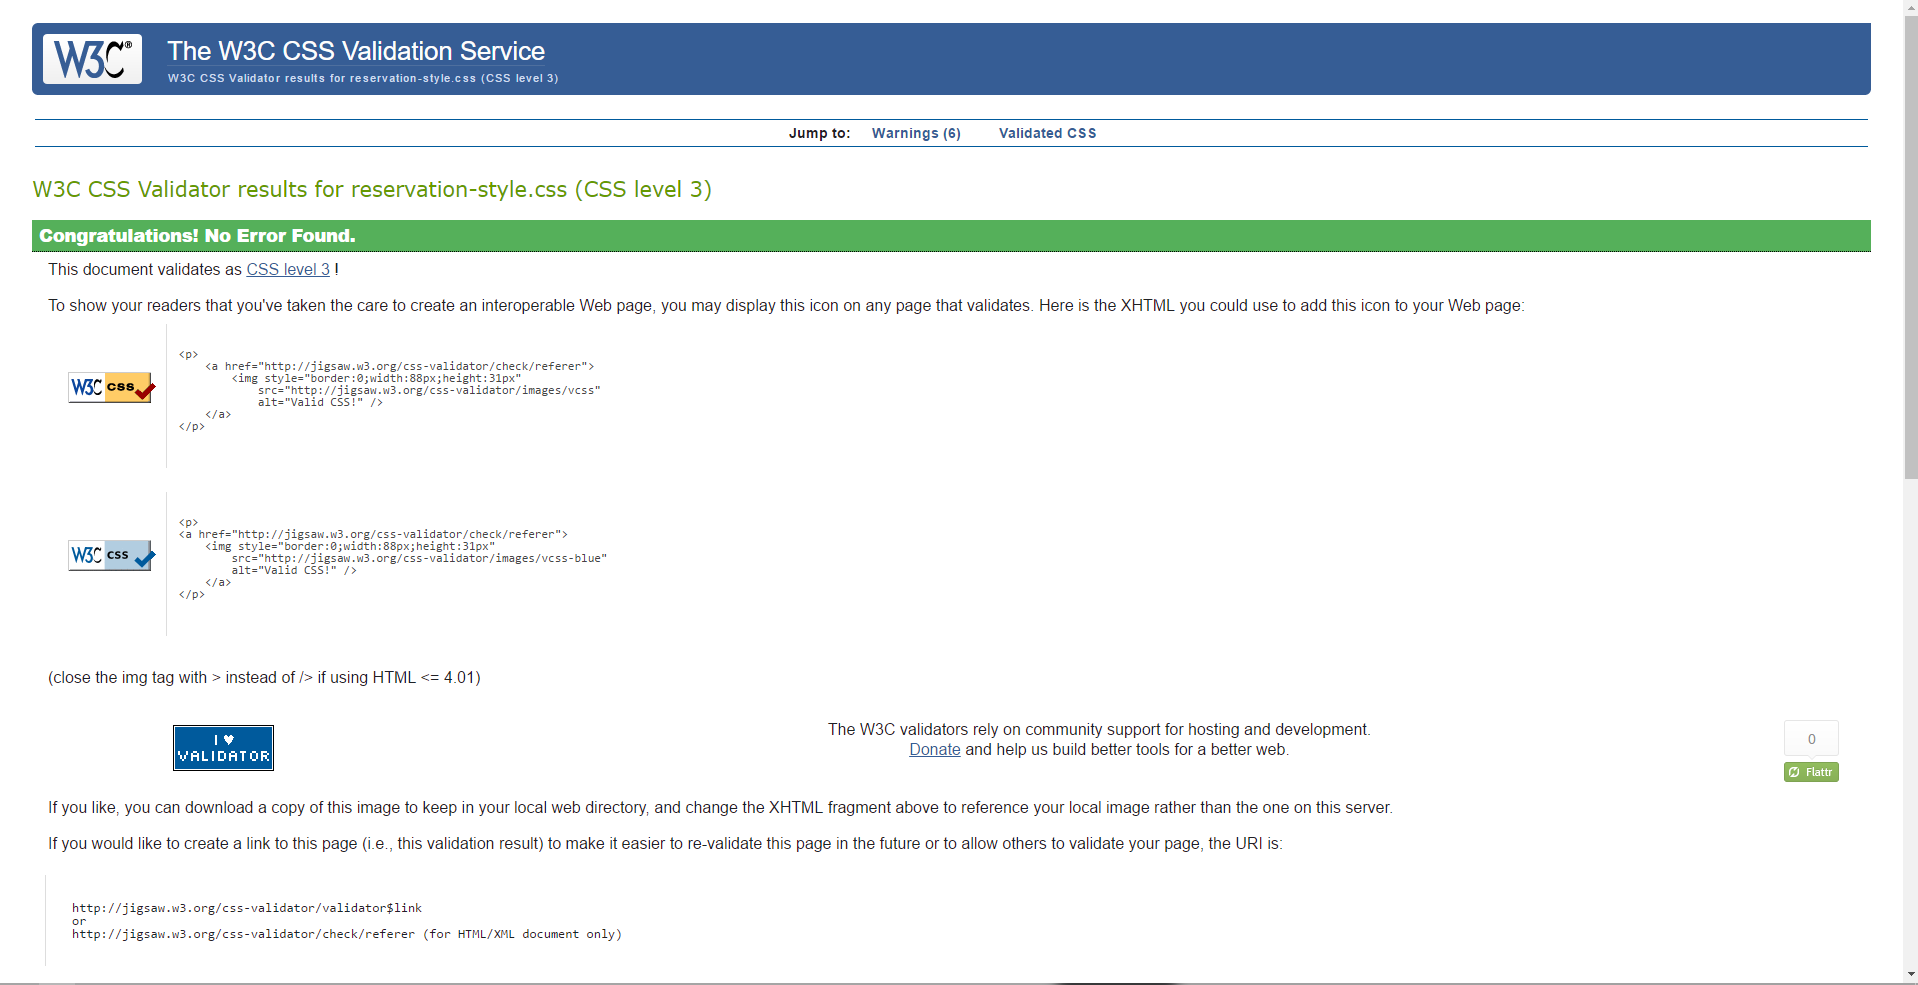 W3C®
The W3C CSS Validation Service
W3C CSS Validator results for reservation-style.css (CSS level 3)
Jump to: Warnings (6) Validated CSS
W3C CSS Validator results for reservation-style.css (CSS level 3)
Congratulations! No Error Found.
This document validates as CSS level 3 !
To show your readers that you've taken the care to create an interoperable Web page, you may display this icon on any page that validates. Here is the XHTML you could use to add this icon to your Web page:
W3C css
<p>
    <a href="http://jigsaw.w3.org/css-validator/check/referer">
        <img style="border:0;width:88px;height:31px"
            src="http://jigsaw.w3.org/css-validator/images/vcss"
            alt="Valid CSS!" />
    </a>
</p>
W3C css
<p>
<a href="http://jigsaw.w3.org/css-validator/check/referer">
    <img style="border:0;width:88px;height:31px"
        src="http://jigsaw.w3.org/css-validator/images/vcss-blue"
        alt="Valid CSS!" />
    </a>
</p>
(close the img tag with > instead of /> if using HTML <= 4.01)
I ♥
VALIDATOR
The W3C validators rely on community support for hosting and development.
Donate and help us build better tools for a better web.
0
Flattr
If you like, you can download a copy of this image to keep in your local web directory, and change the XHTML fragment above to reference your local image rather than the one on this server.
If you would like to create a link to this page (i.e., this validation result) to make it easier to re-validate this page in the future or to allow others to validate your page, the URI is:
http://jigsaw.w3.org/css-validator/validator$link
or
http://jigsaw.w3.org/css-validator/check/referer (for HTML/XML document only)